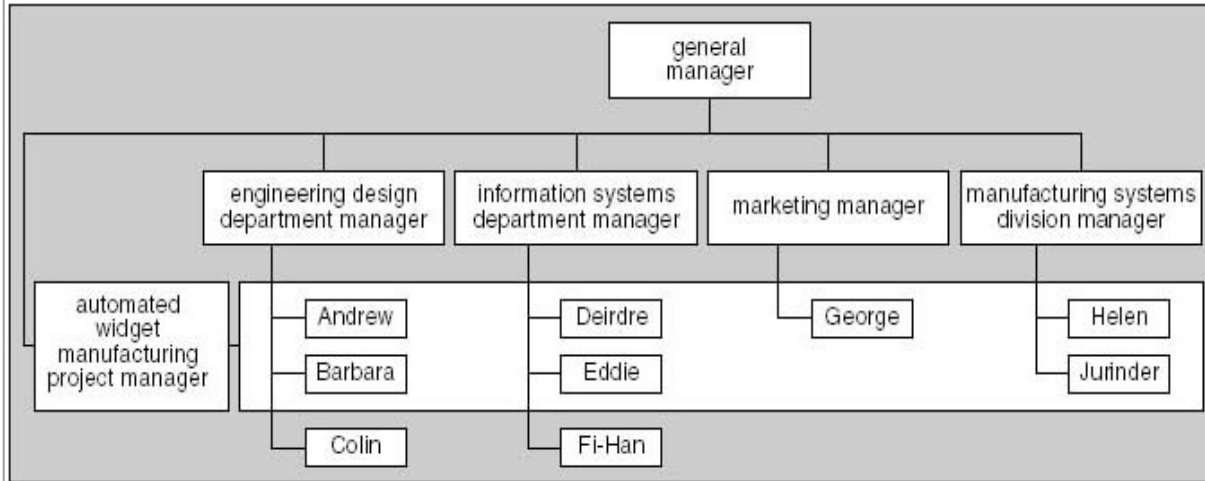 general
manager
engineering design
department manager
information systems
department manager
marketing manager
manufacturing systems
division manager
automated
widget
manufacturing
project manager
Andrew
Deirdre
George
Helen
Barbara
Eddie
Jurinder
Colin
Fi-Han